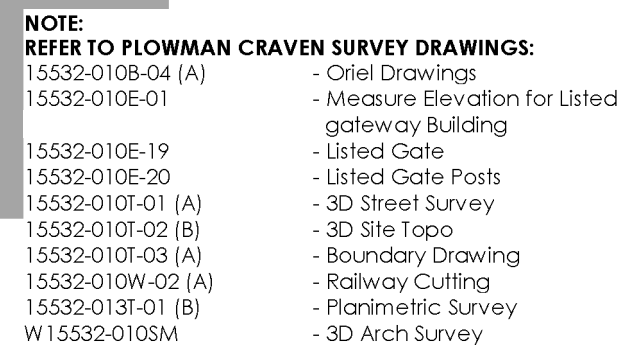 NOTE:
REFER TO PLOWMAN CRAVEN SURVEY DRAWINGS:
15532-010B-04 (A) - Oriel Drawings
15532-010E-01 - Measure Elevation for Listed
gateway Building
15532-010E-19 - Listed Gate
15532-010E-20 - Listed Gate Posts
15532-010T-01 (A) - 3D Street Survey
15532-010T-02 (B) - 3D Site Topo
15532-010T-03 (A) - Boundary Drawing
15532-010W-02 (A) - Railway Cutting
15532-013T-01 (B) - Planimetric Survey
W15532-010SM - 3D Arch Survey